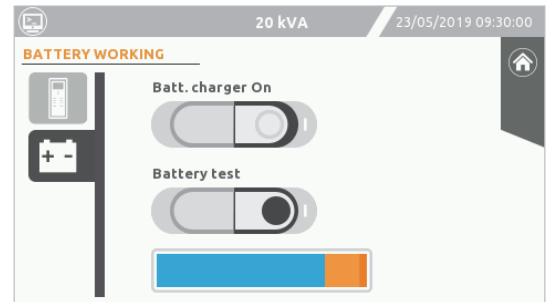 20 kVA
23/05/2019 09:30:00
BATTERY WORKING
Batt. charger On
Battery test